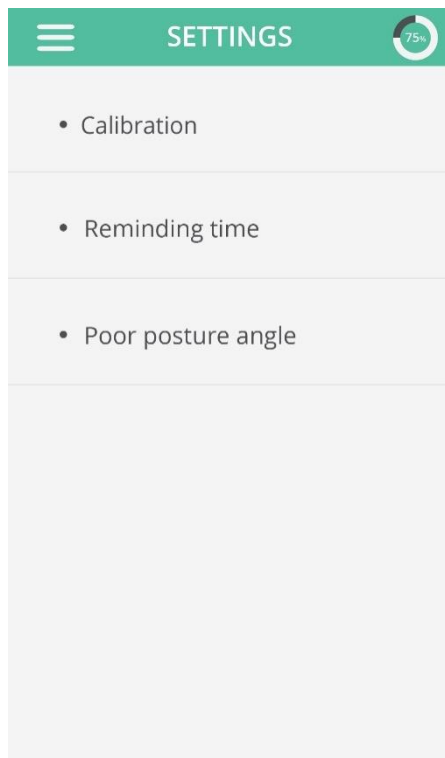 SETTINGS
75%
• Calibration
• Reminding time
• Poor posture angle